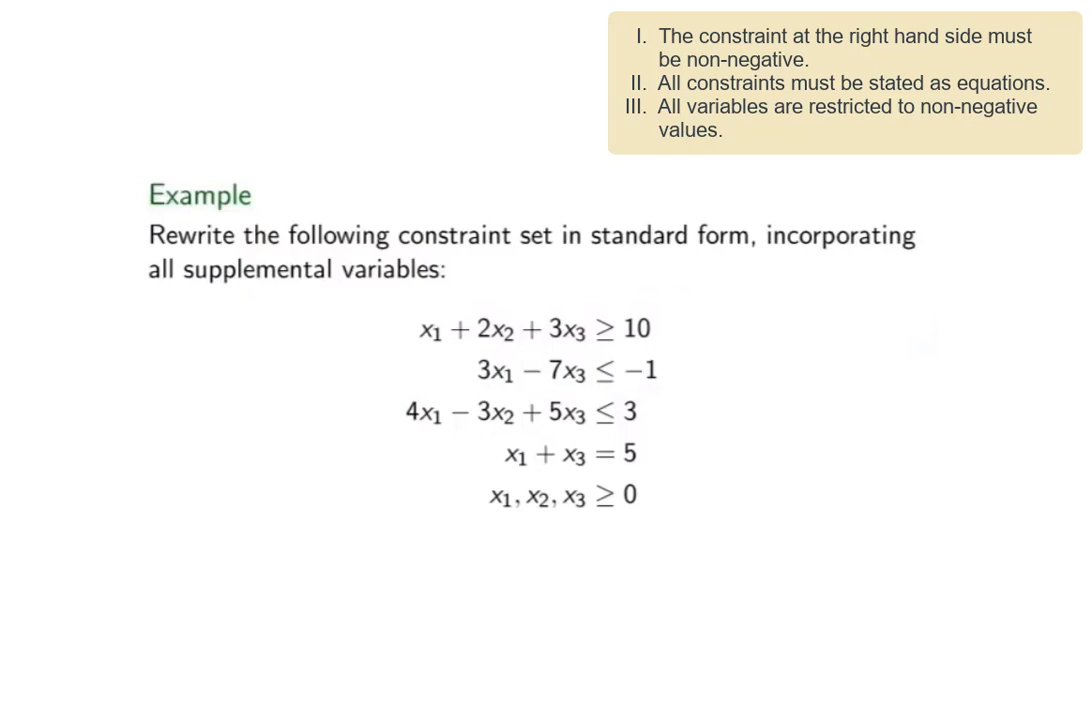 I. The constraint at the right hand side must
be non-negative.
II. All constraints must be stated as equations.
III. All variables are restricted to non-negative
values.
Example
Rewrite the following constraint set in standard form, incorporating
all supplemental variables:
x₁ + 2x₂ + 3x₃ ≥ 10
3x₁ − 7x₃ ≤ −1
4x₁ − 3x₂ + 5x₃ ≤ 3
x₁ + x₃ = 5
x₁, x₂, x₃ ≥ 0